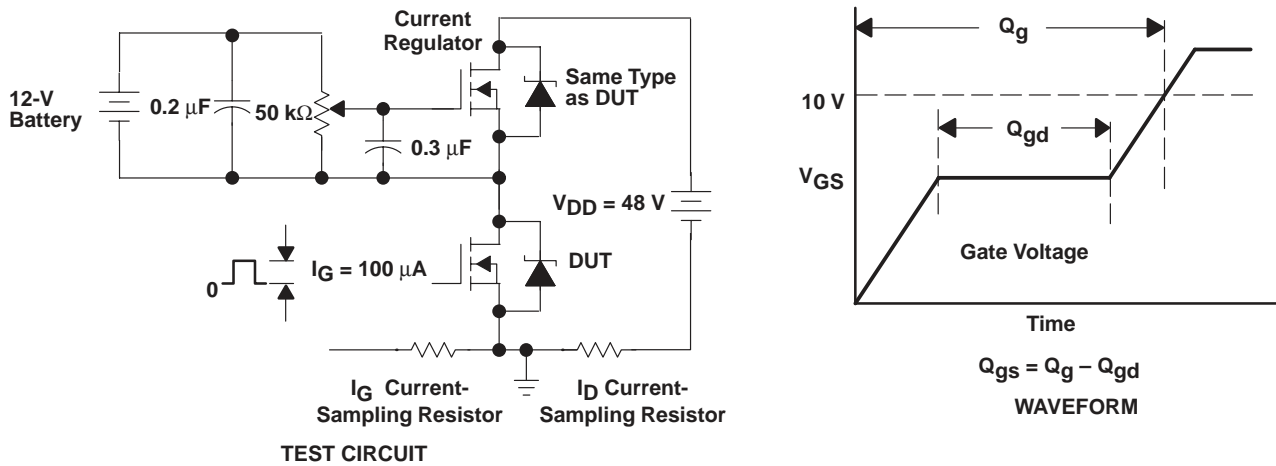 Current
Regulator
12-V
Battery
0.2 μF
50 kΩ
0.3 μF
Same Type
as DUT
VDD = 48 V
0
IG = 100 μA
DUT
IG Current-
Sampling Resistor
ID Current-
Sampling Resistor
TEST CIRCUIT
Qg
10 V
Qgd
VGS
Gate Voltage
Time
Qgs = Qg – Qgd
WAVEFORM